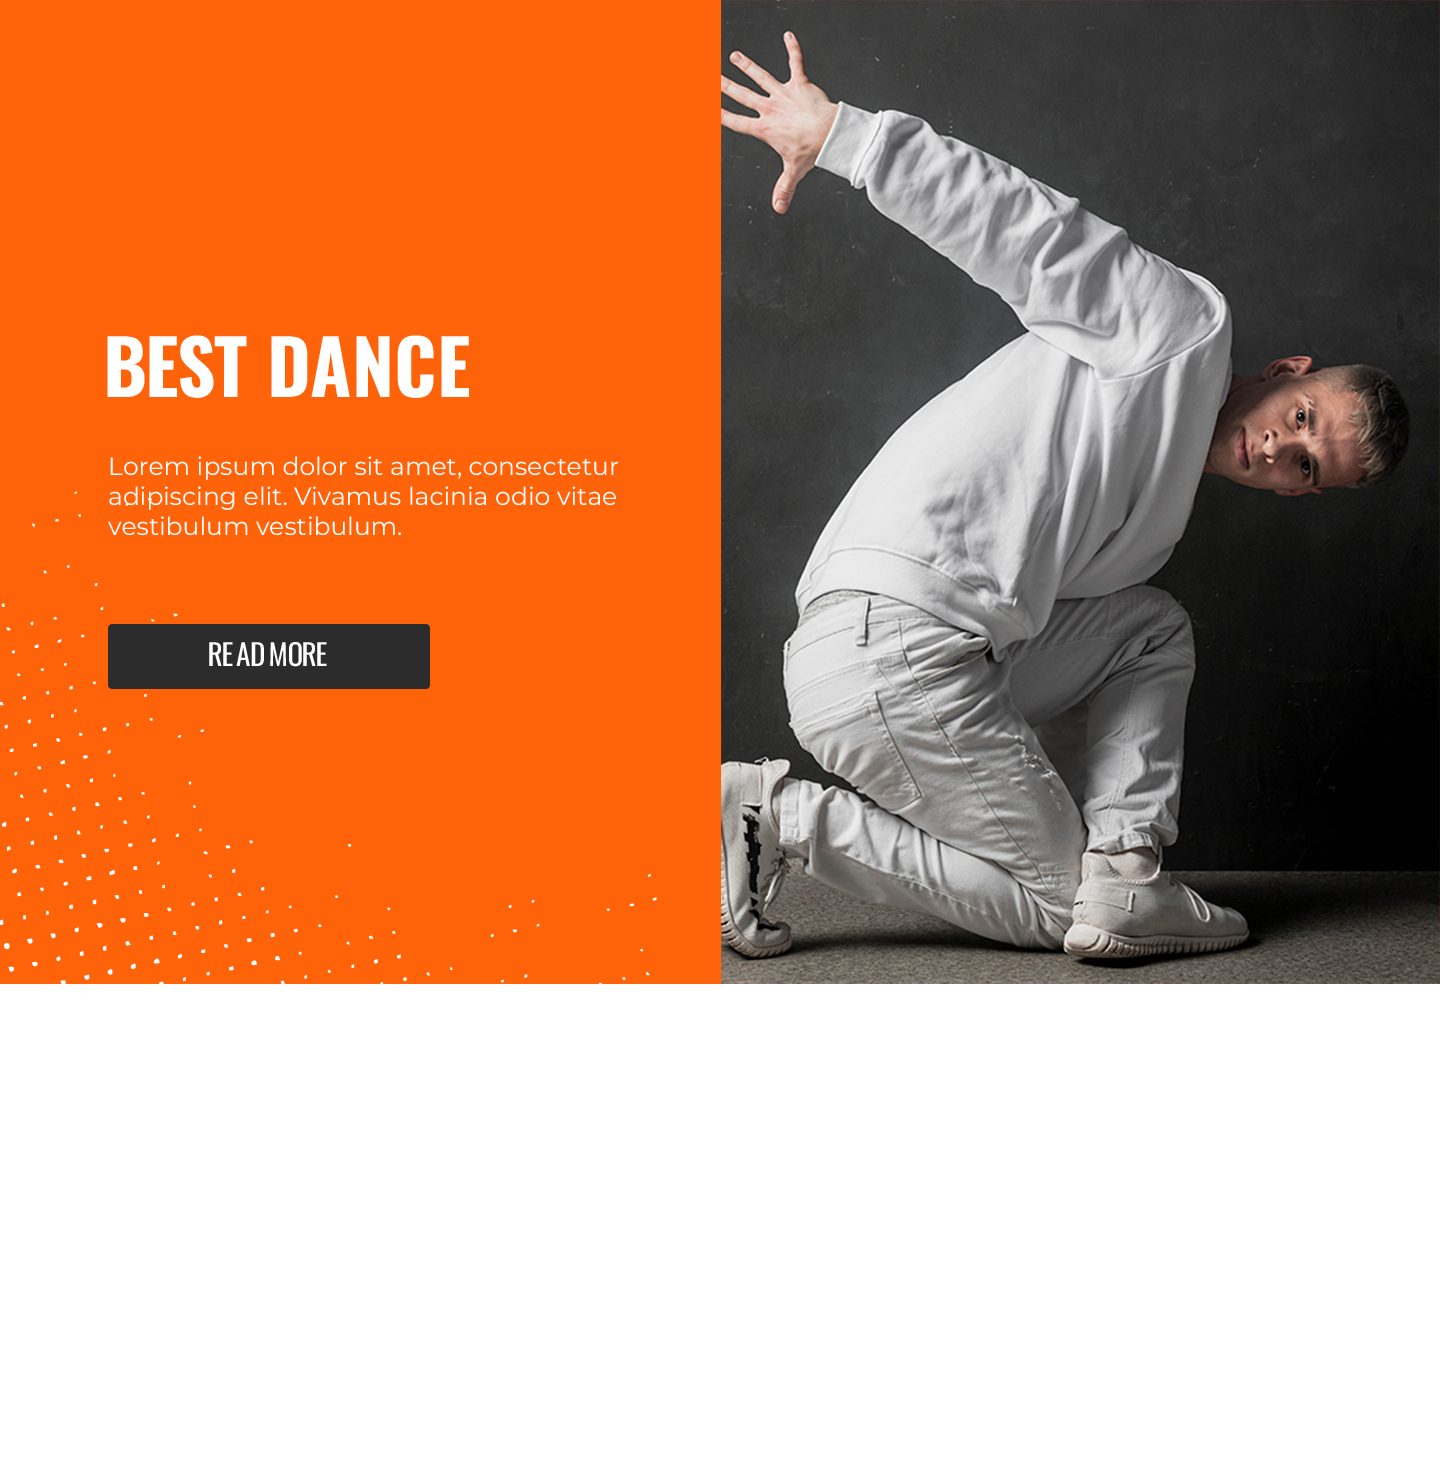 BEST DANCE
Lorem ipsum dolor sit amet, consectetur
adipiscing elit. Vivamus lacinia odio vitae
vestibulum vestibulum.
READ MORE